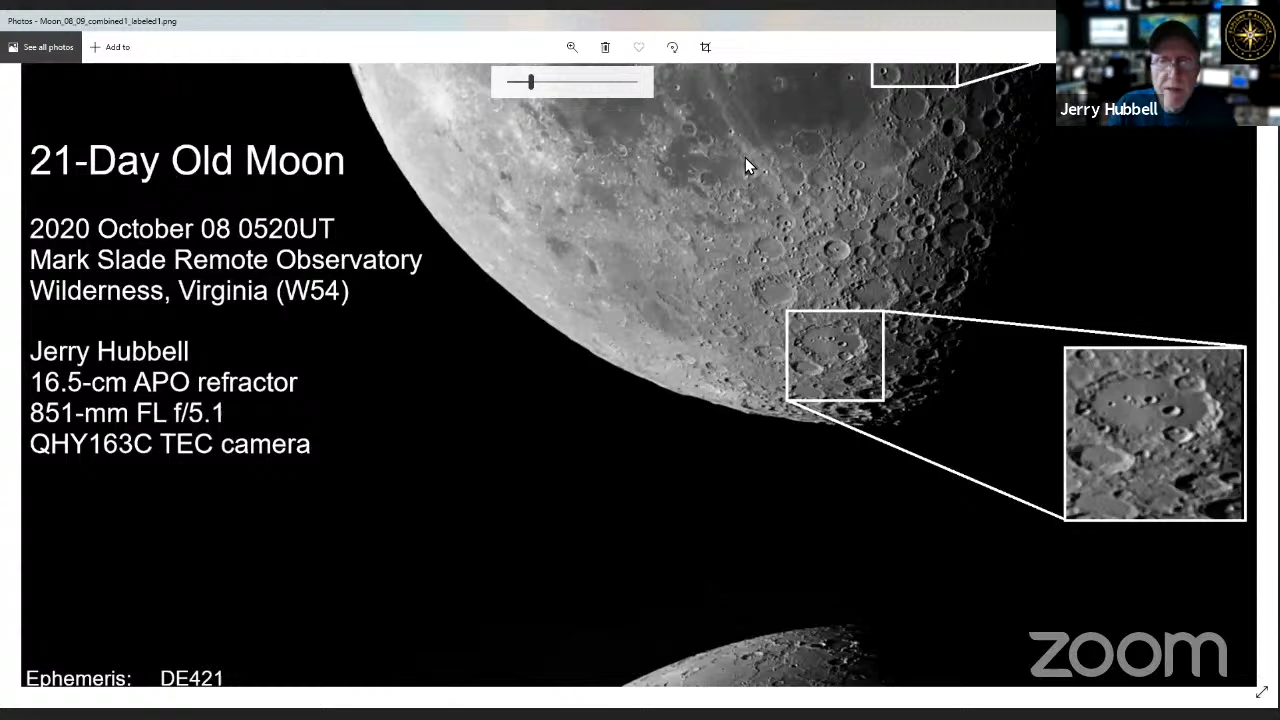 Photos - Moon_08_09_combined1_labeled1.png
See all photos
Add to
Jerry Hubbell
21-Day Old Moon
2020 October 08 0520UT
Mark Slade Remote Observatory
Wilderness, Virginia (W54)
Jerry Hubbell
16.5-cm APO refractor
851-mm FL f/5.1
QHY163C TEC camera
Ephemeris: DE421
zoom